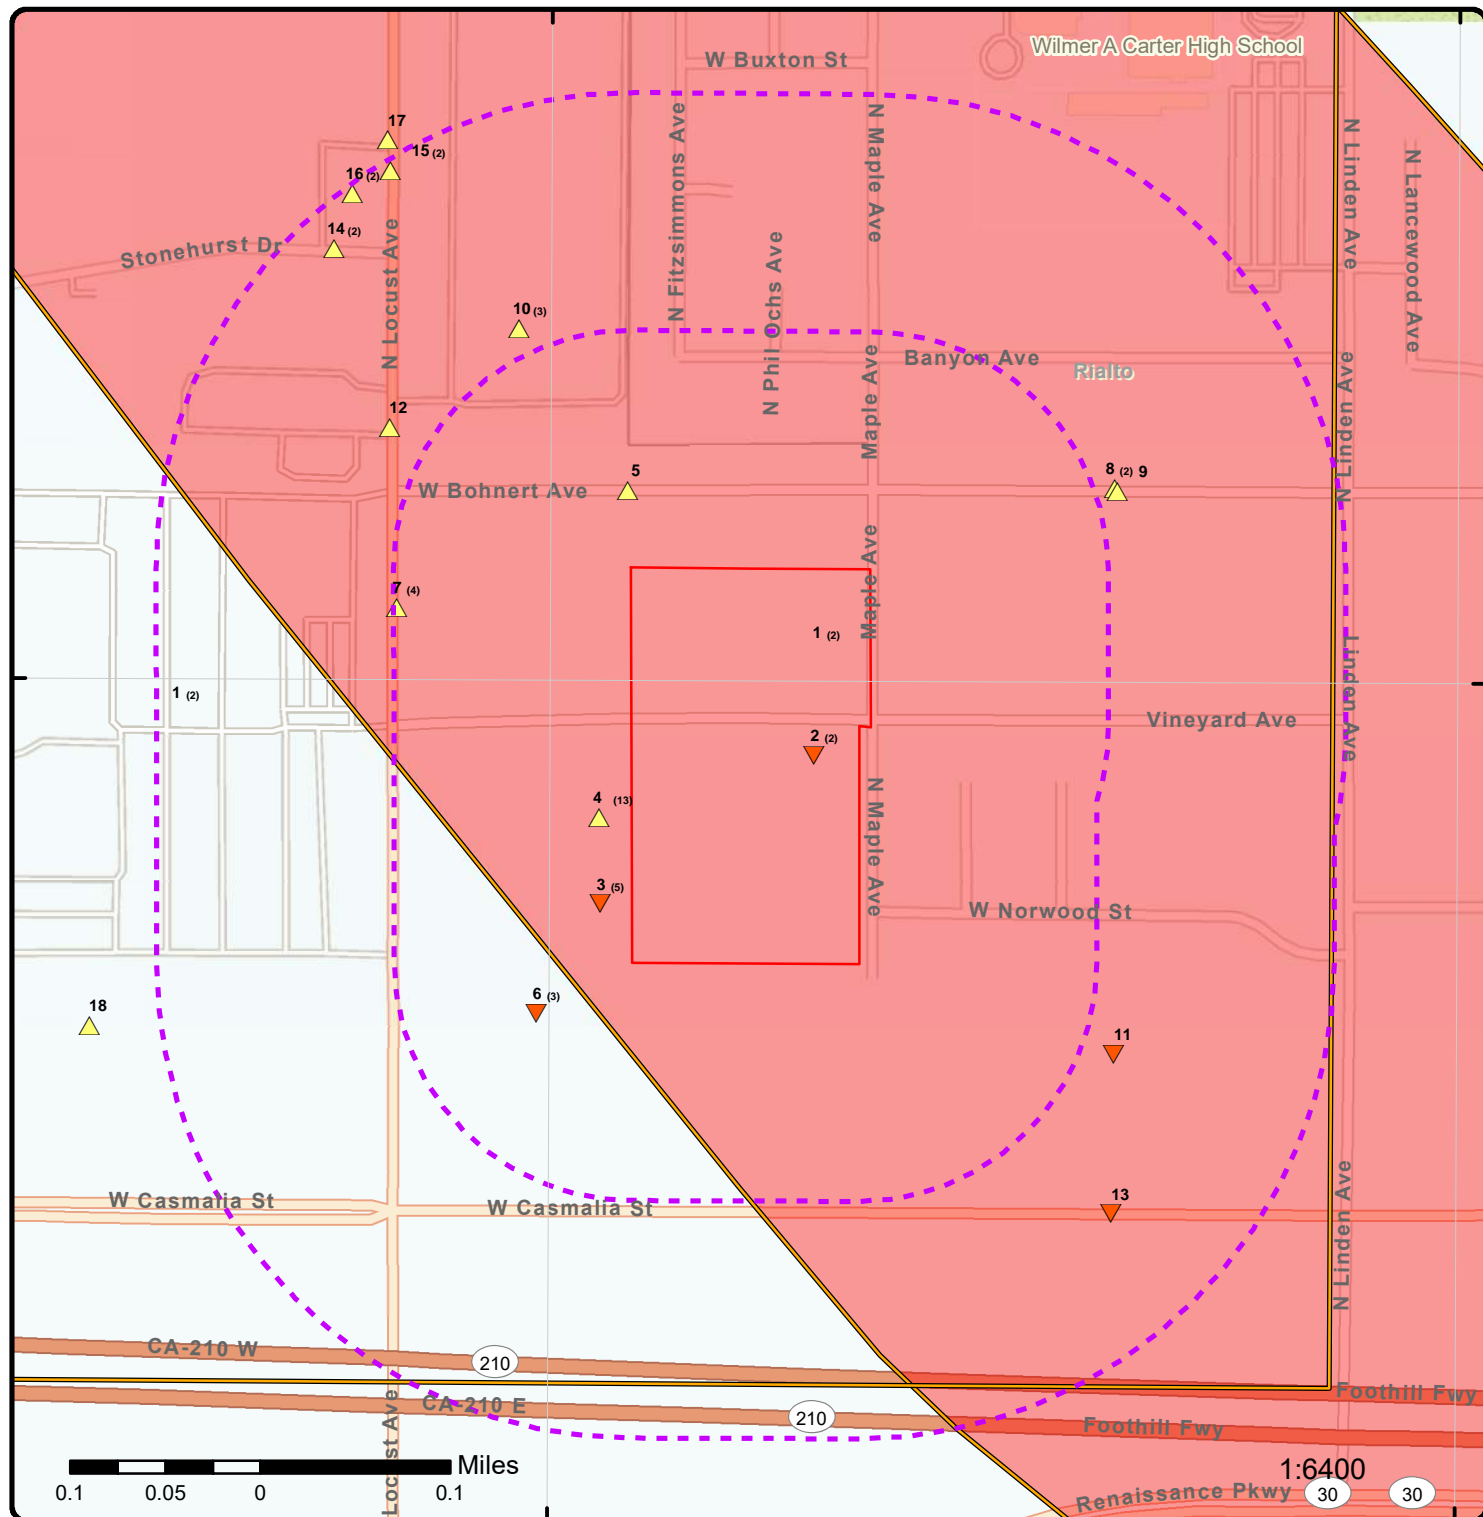 Wilmer A Carter High School
W Buxton St
17
15 (2)
16 (2)
14 (2)
Stonehurst Dr
N Locust Ave
N Fitzsimmons Ave
N Maple Ave
N Linden Ave
N Lancewood Ave
10 (3)
N Phil Ochs Ave
Banyon Ave
Rialto
Maple Ave
N Linden Ave
12
5
8 (2) 9
W Bohnert Ave
Maple Ave
7 (4)
1 (2)
Linden Ave
1 (2)
Vineyard Ave
2 (2)
4 (13)
N Maple Ave
3 (5)
W Norwood St
6 (3)
18
11
W Casmalia St
W Casmalia St
13
N Linden Ave
CA-210 W
210
CA-210 E
210
Foothill Fwy
Foothill Fwy
Locust Ave
Miles
0.1 0.05 0 0.1
1:6400
Renaissance Pkwy
30
30